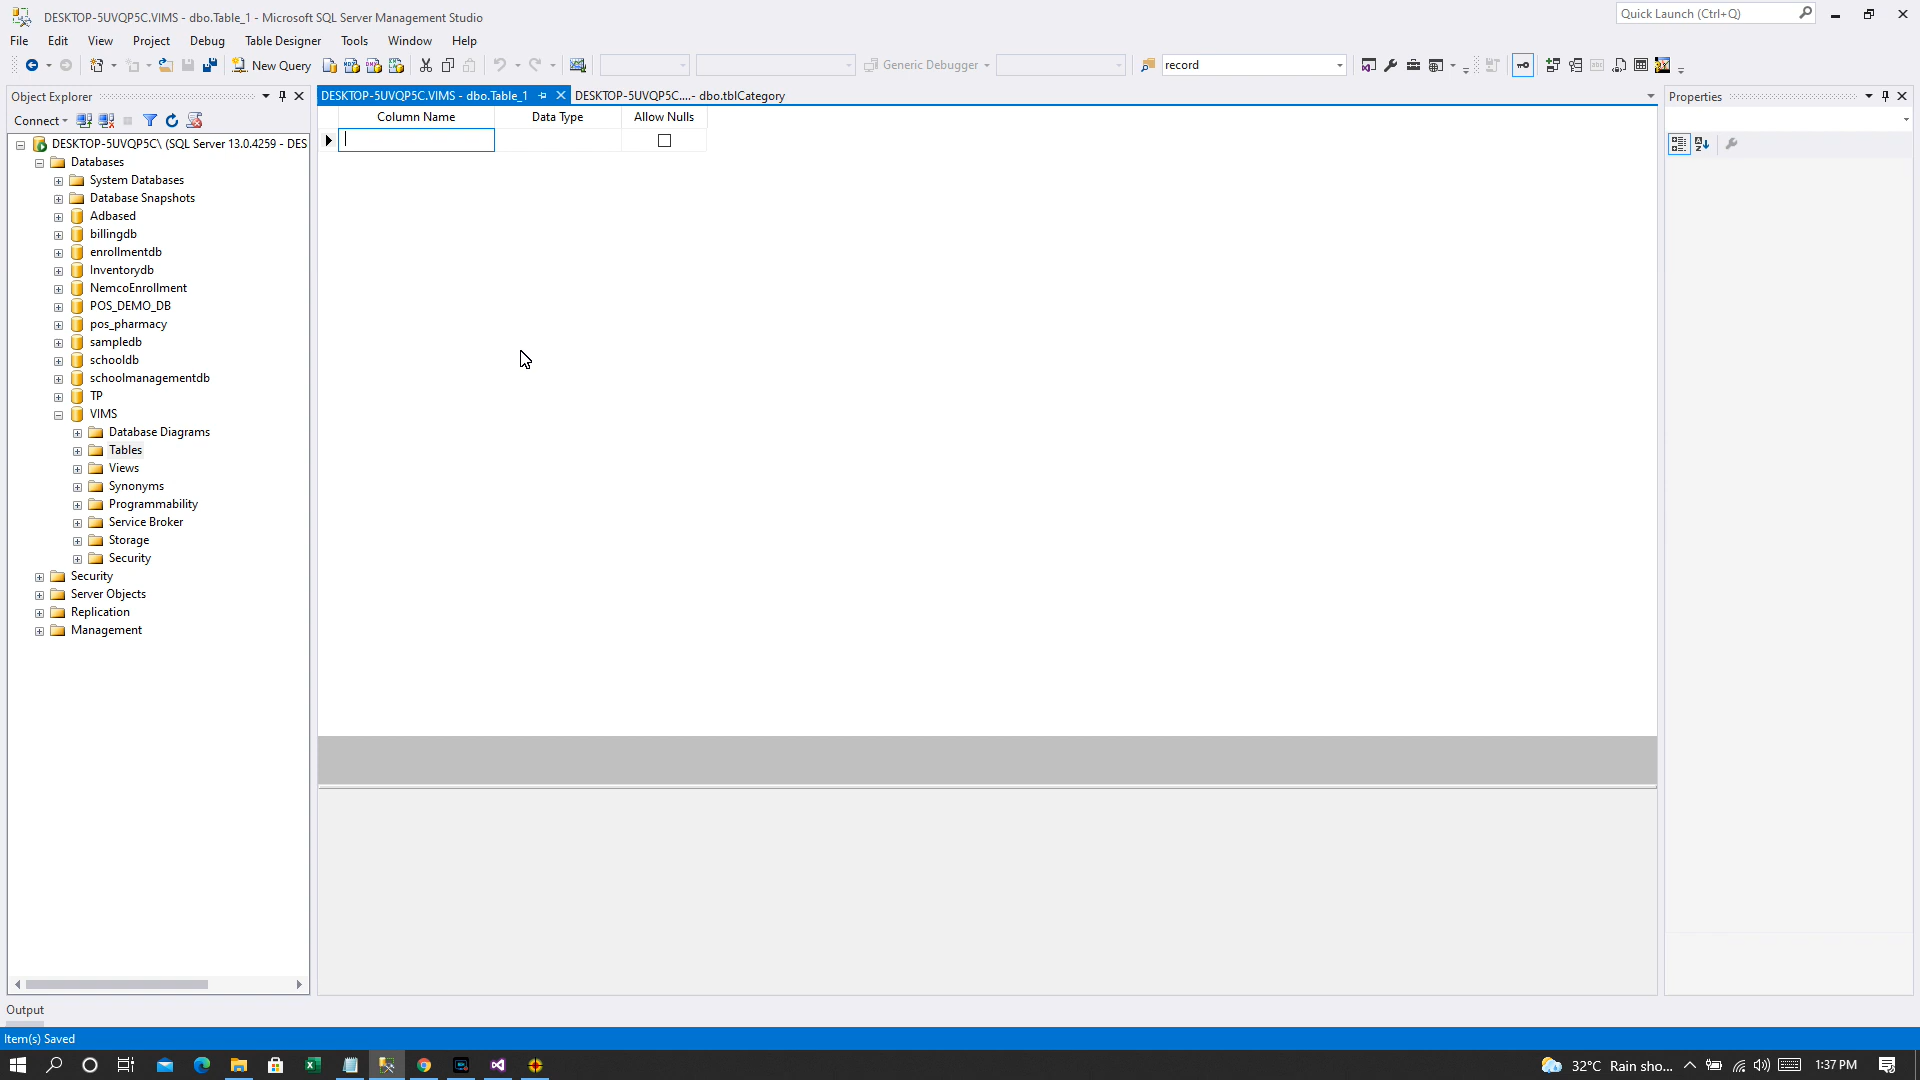 DESKTOP-5UVQP5C.VIMS - dbo.Table_1 - Microsoft SQL Server Management Studio
Quick Launch (Ctrl+Q)
File Edit View Project Debug Table Designer Tools Window Help
New Query
Generic Debugger
record
Object Explorer
DESKTOP-5UVQP5C.VIMS - dbo.Table_1
DESKTOP-5UVQP5C....- dbo.tblCategory
Properties
Connect
Column Name Data Type Allow Nulls
DESKTOP-5UVQP5C\ (SQL Server 13.0.4259 - DES
Databases
System Databases
Database Snapshots
Adbased
billingdb
enrollmentdb
Inventorydb
NemcoEnrollment
POS_DEMO_DB
pos_pharmacy
sampledb
schooldb
schoolmanagementdb
TP
VIMS
Database Diagrams
Tables
Views
Synonyms
Programmability
Service Broker
Storage
Security
Security
Server Objects
Replication
Management
Output
Item(s) Saved
32°C Rain sho...
1:37 PM